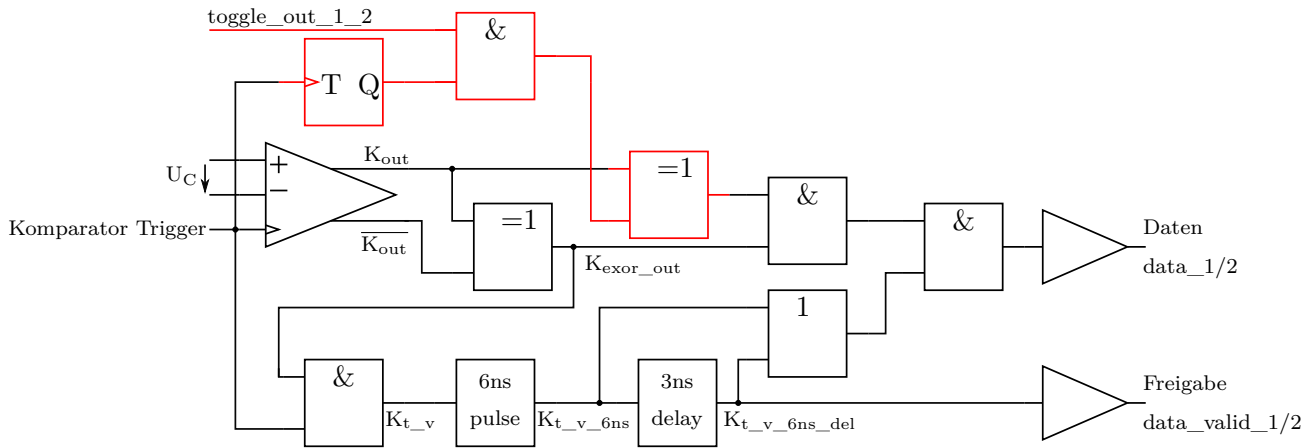 toggle_out_1_2
&
T Q
K_out
=1
U_C
+
−
=1
&
&
Komparator Trigger
K̅_o̅u̅t̅
K_exor_out
Daten
data_1/2
1
&
6ns
pulse
3ns
delay
K_t_v
K_t_v_6ns
K_t_v_6ns_del
Freigabe
data_valid_1/2